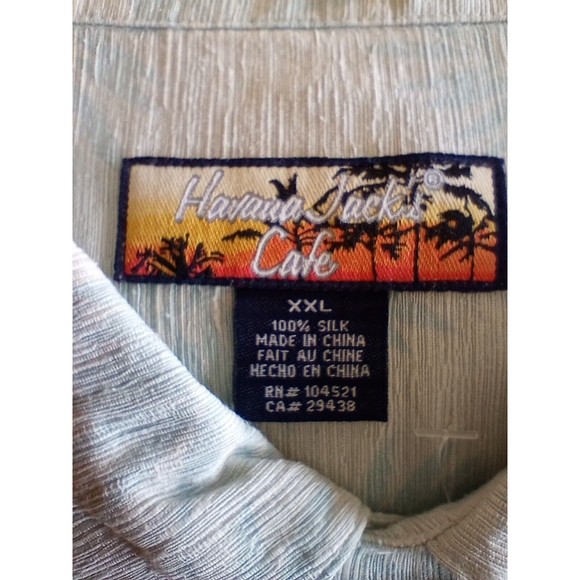 Havana Jack's®
Cafe
XXL
100% SILK
MADE IN CHINA
FAIT AU CHINE
HECHO EN CHINA
RN# 104521
CA# 29438